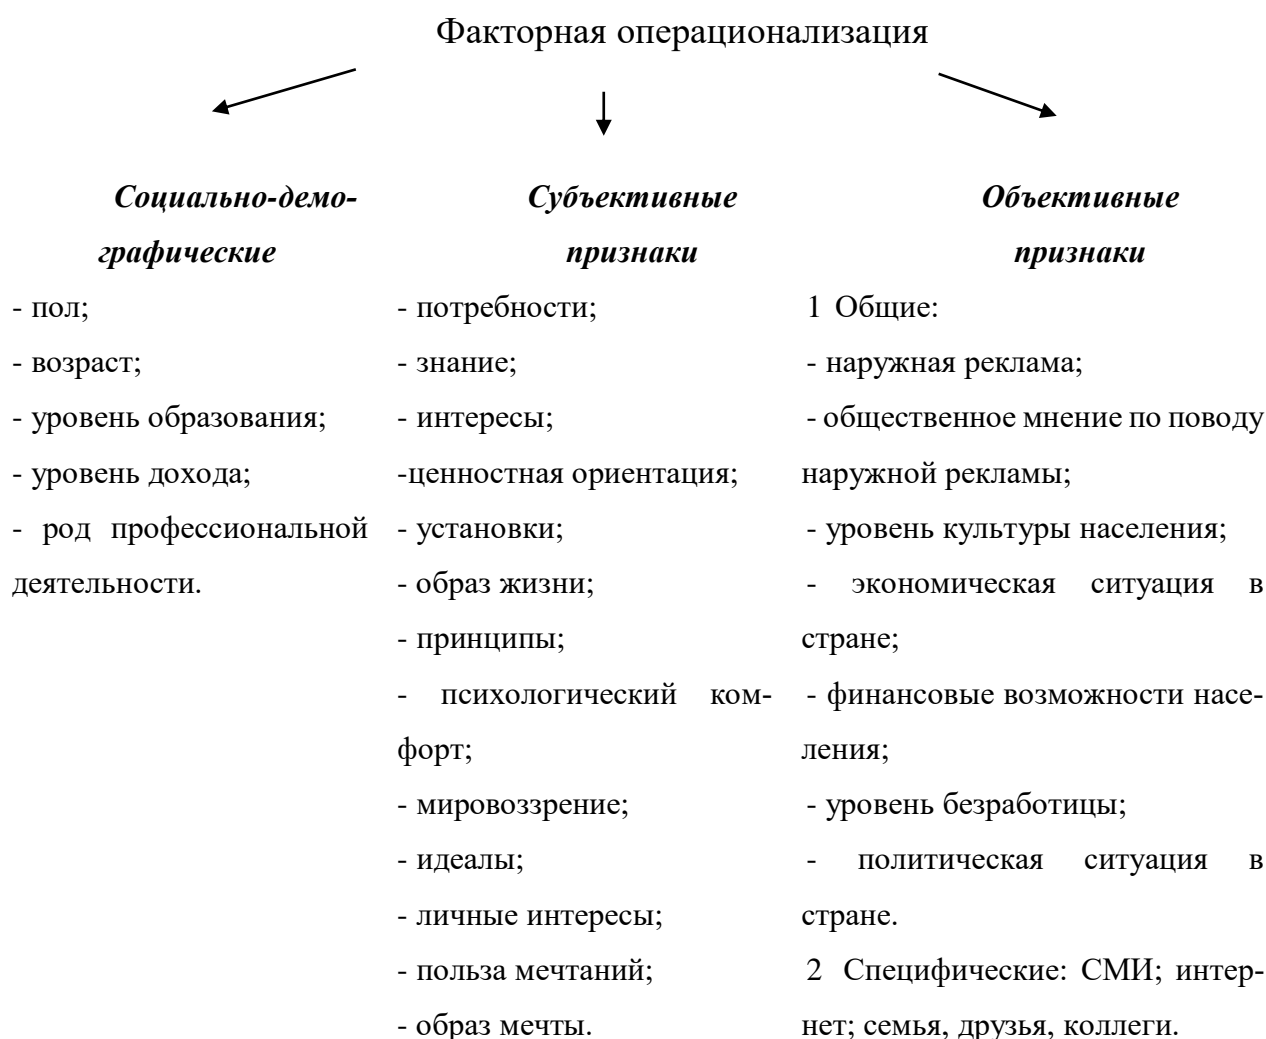 Факторная операционализация
Социально-демо-
графические
- пол;
- возраст;
- уровень образования;
- уровень дохода;
- род профессиональной
деятельности.
Субъективные
признаки
- потребности;
- знание;
- интересы;
-ценностная ориентация;
- установки;
- образ жизни;
- принципы;
- психологический ком-
форт;
- мировоззрение;
- идеалы;
- личные интересы;
- польза мечтаний;
- образ мечты.
Объективные
признаки
1 Общие:
- наружная реклама;
- общественное мнение по поводу
наружной рекламы;
- уровень культуры населения;
- экономическая ситуация в
стране;
- финансовые возможности насе-
ления;
- уровень безработицы;
- политическая ситуация в
стране.
2 Специфические: СМИ; интер-
нет; семья, друзья, коллеги.